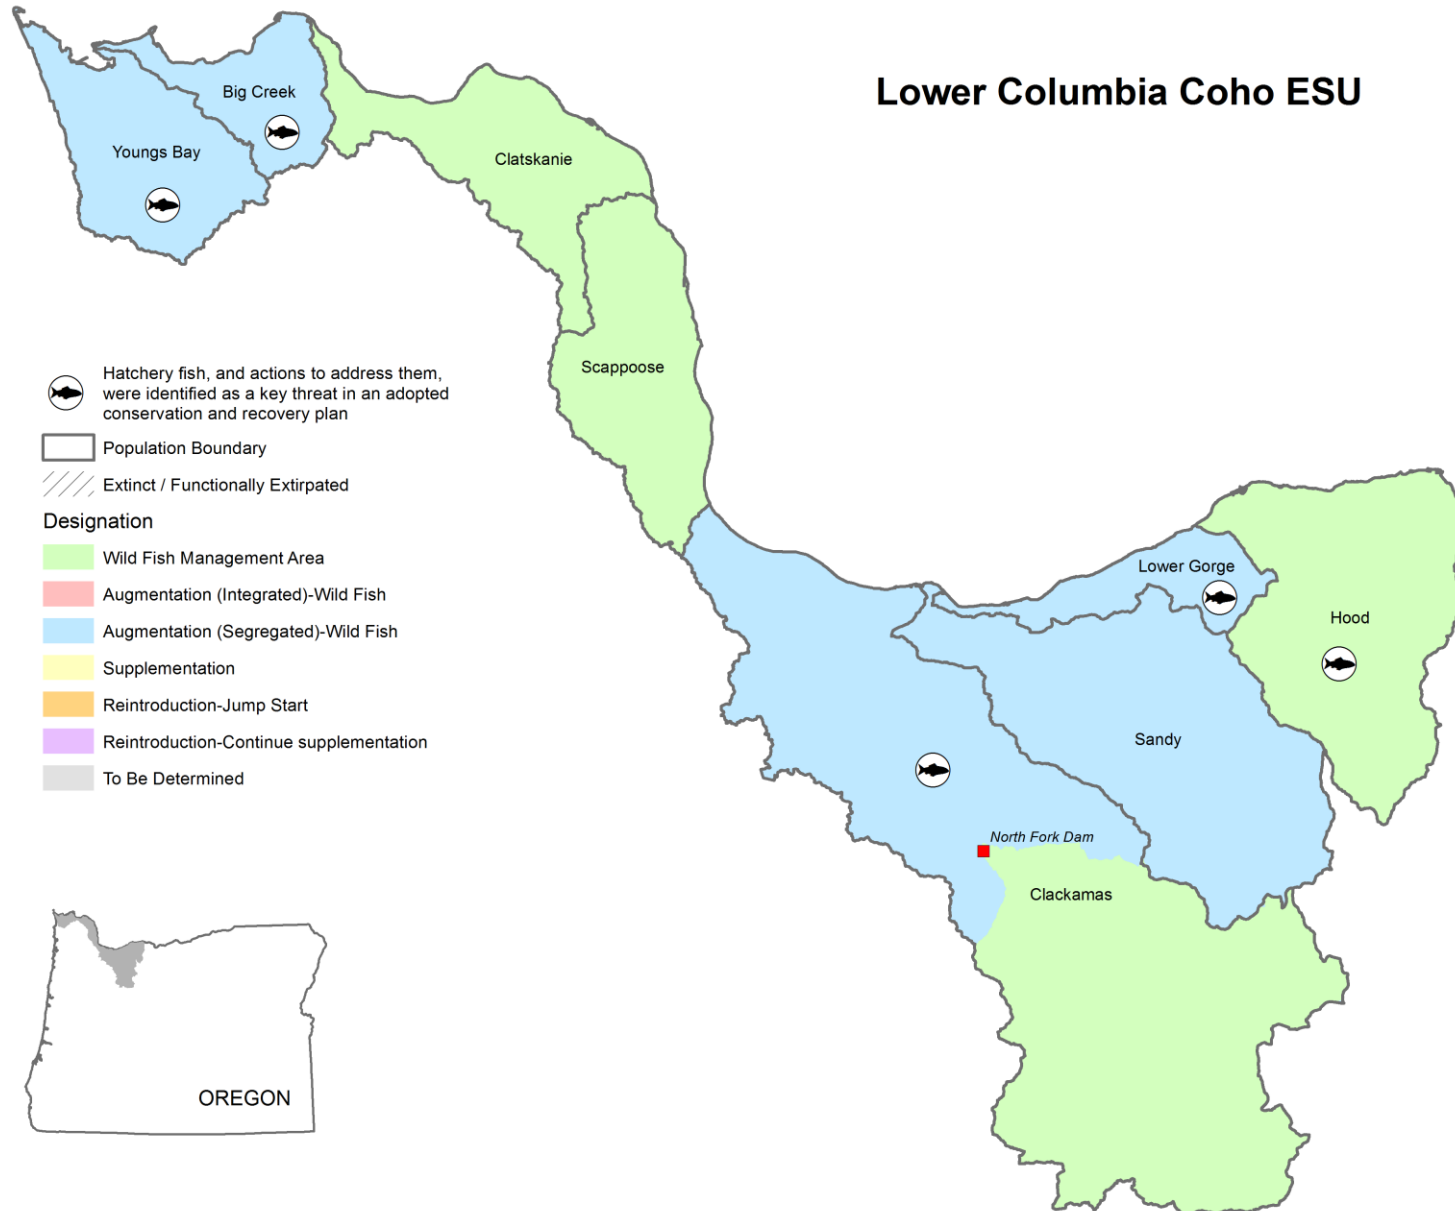 Lower Columbia Coho ESU
Big Creek
Youngs Bay
Clatskanie
Scappoose
Hatchery fish, and actions to address them,
were identified as a key threat in an adopted
conservation and recovery plan
Population Boundary
Extinct / Functionally Extirpated
Designation
Wild Fish Management Area
Augmentation (Integrated)-Wild Fish
Augmentation (Segregated)-Wild Fish
Supplementation
Reintroduction-Jump Start
Reintroduction-Continue supplementation
To Be Determined
Lower Gorge
Hood
Sandy
North Fork Dam
Clackamas
OREGON